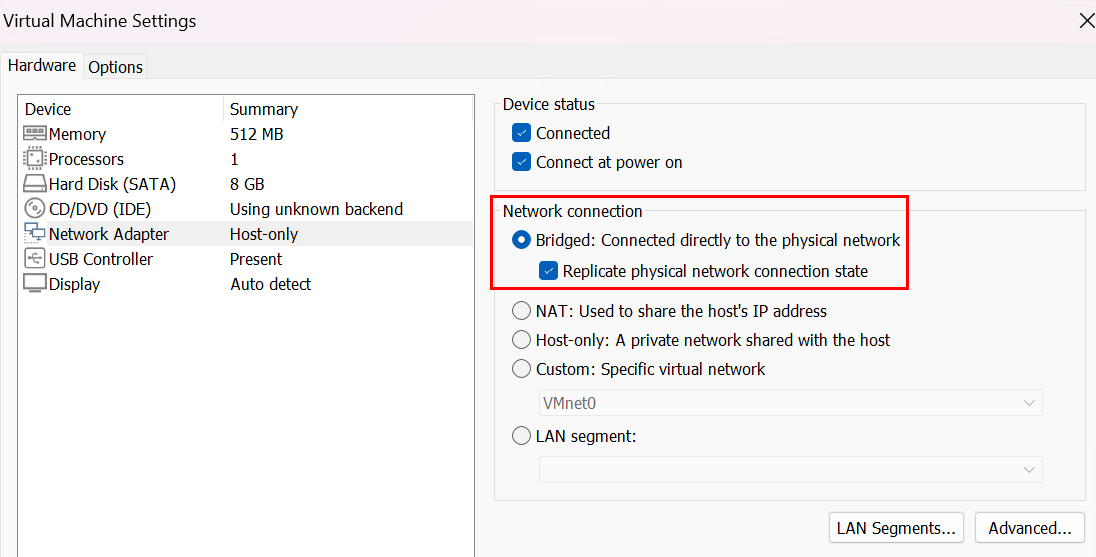 Virtual Machine Settings
Hardware Options
Device Summary
Memory 512 MB
Processors 1
Hard Disk (SATA) 8 GB
CD/DVD (IDE) Using unknown backend
Network Adapter Host-only
USB Controller Present
Display Auto detect
Device status
Connected
Connect at power on
Network connection
Bridged: Connected directly to the physical network
Replicate physical network connection state
NAT: Used to share the host's IP address
Host-only: A private network shared with the host
Custom: Specific virtual network
VMnet0
LAN segment:
LAN Segments... Advanced...